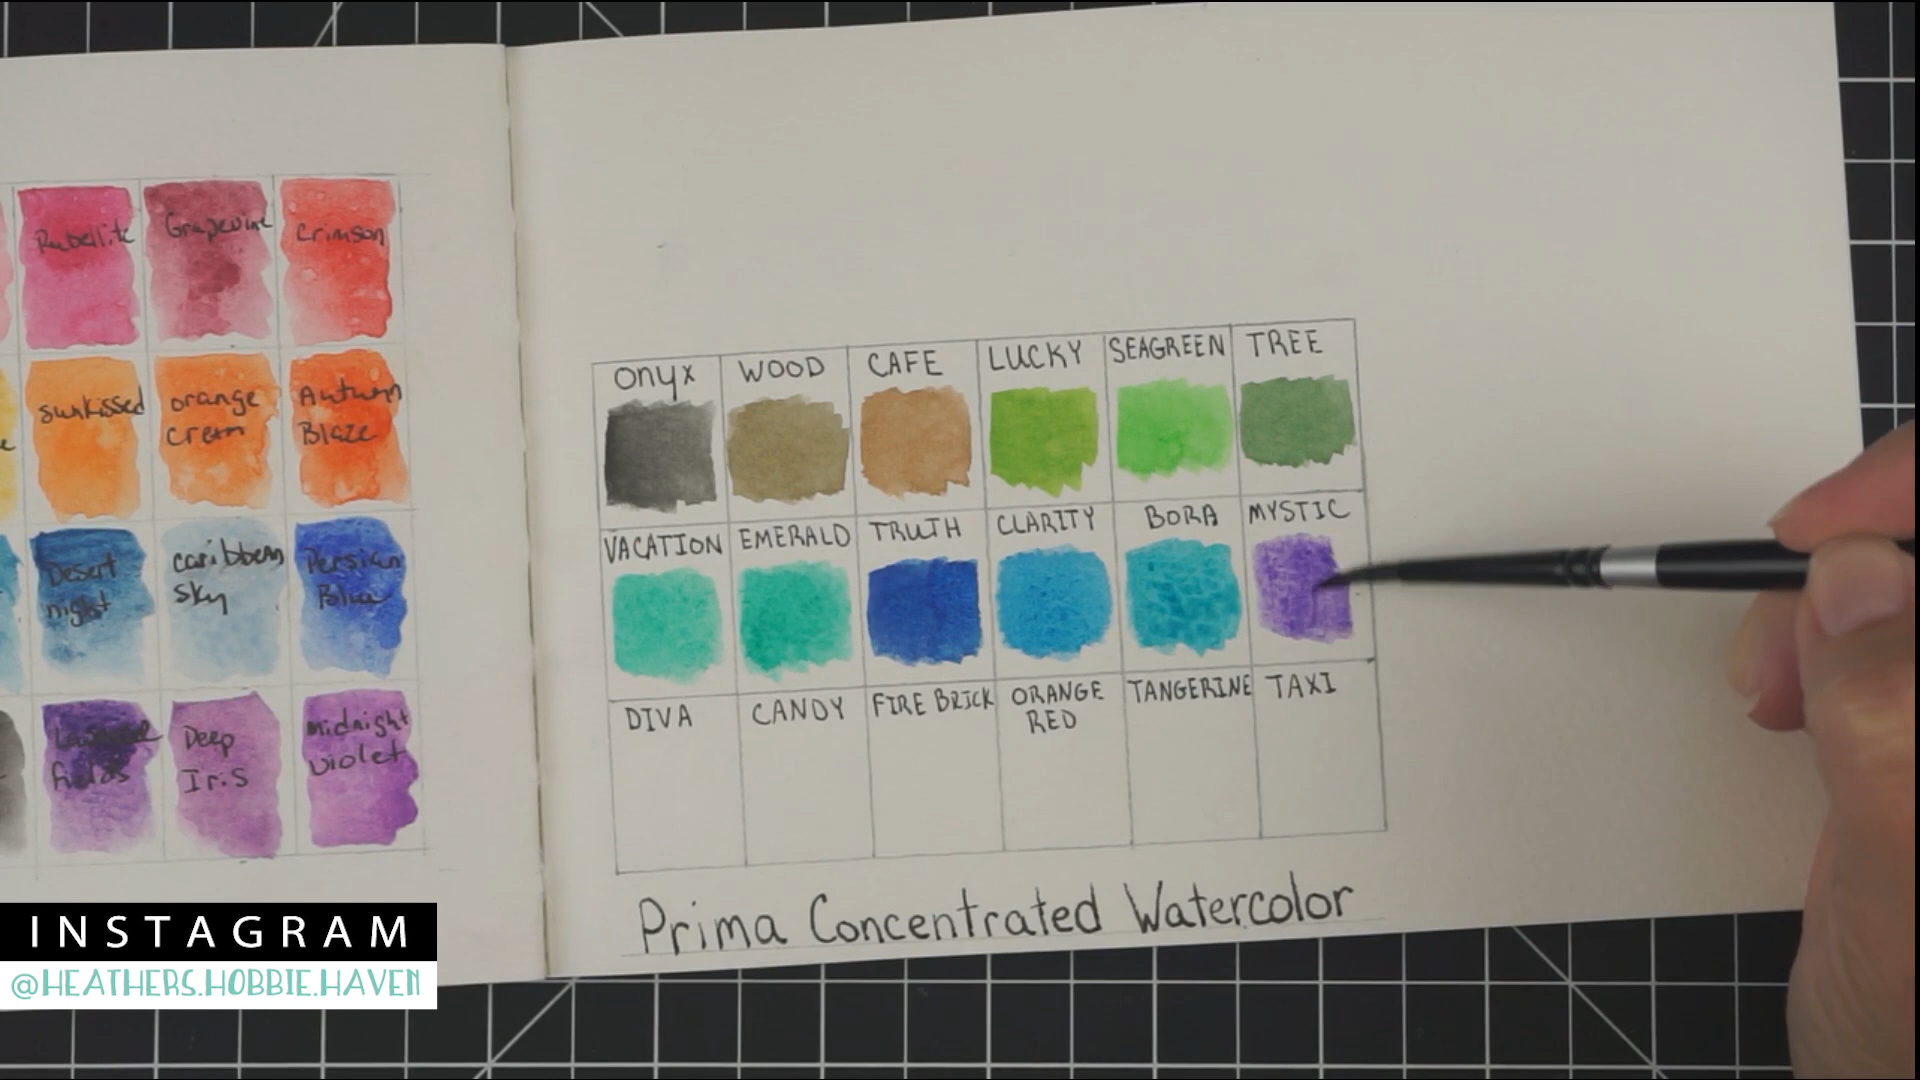 Rubellite
Grapevine
Crimson
sunkissed
orange
cream
Autumn
Blaze
Desert
night
caribbean
sky
Persian
Blue
fields
Deep
Iris
midnight
violet
Onyx
WOOD
CAFE
LUCKY
SEAGREEN
TREE
VACATION
EMERALD
TRUTH
CLARITY
BORA
MYSTIC
DIVA
CANDY
FIRE BRICK
ORANGE
RED
TANGERINE
TAXI
Prima Concentrated Watercolor
INSTAGRAM
@HEATHERS.HOBBIE.HAVEN